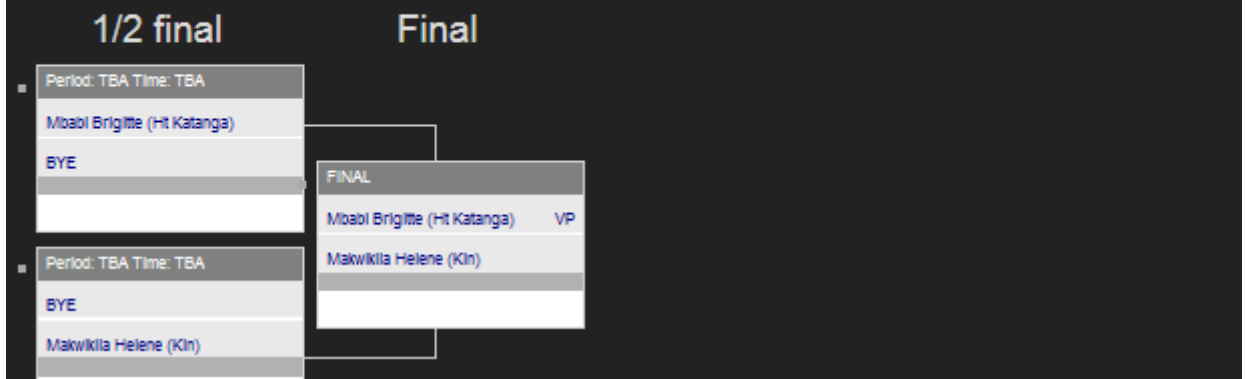 1/2 final
Final
Period: TBA Time: TBA
Mbabi Brigitte (Ht Katanga)
BYE
FINAL
Mbabi Brigitte (Ht Katanga) VP
Makwikila Helene (Kin)
Period: TBA Time: TBA
BYE
Makwikila Helene (Kin)